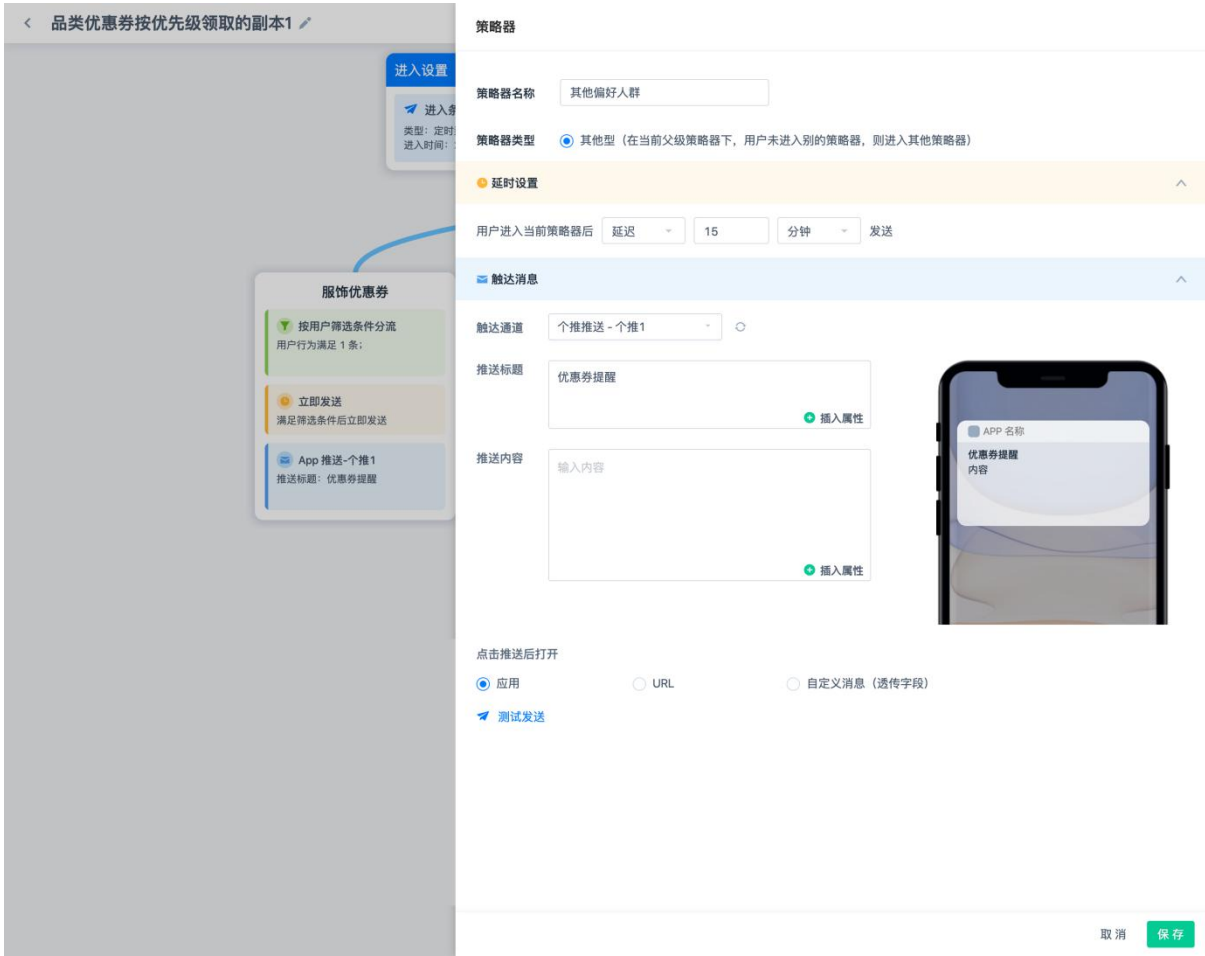 品类优惠券按优先级领取的副本1
进入设置
进入条
类型：定时
进入时间：
服饰优惠券
按用户筛选条件分流
用户行为满足 1 条；
立即发送
满足筛选条件后立即发送
App 推送-个推1
推送标题：优惠券提醒
策略器
策略器名称 其他偏好人群
策略器类型 其他型（在当前父级策略器下，用户未进入别的策略器，则进入其他策略器）
延时设置
用户进入当前策略器后 延迟 15 分钟 发送
触达消息
触达通道 个推推送 - 个推1
推送标题 优惠券提醒
插入属性
推送内容 输入内容
插入属性
APP 名称
优惠券提醒
内容
点击推送后打开
应用 URL 自定义消息（透传字段）
测试发送
取消 保存